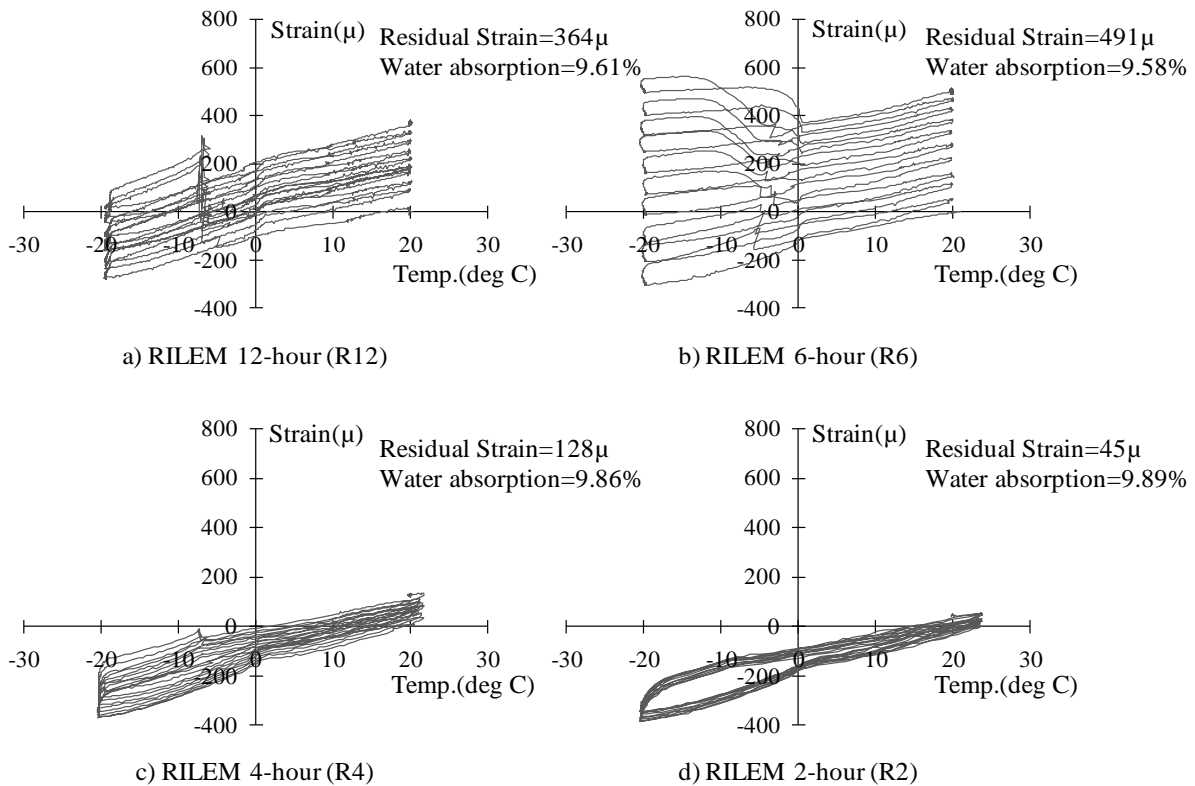 800
Strain(μ)
Residual Strain=364μ
Water absorption=9.61%
600
400
200
0
-30
-20
-10
0
10
20
30
-200
Temp.(deg C)
-400
a) RILEM 12-hour (R12)
800
Strain(μ)
Residual Strain=491μ
Water absorption=9.58%
600
400
200
0
-30
-20
-10
0
10
20
30
-200
Temp.(deg C)
-400
b) RILEM 6-hour (R6)
800
Strain(μ)
Residual Strain=128μ
Water absorption=9.86%
600
400
200
0
-30
-20
-10
0
10
20
30
-200
Temp.(deg C)
-400
c) RILEM 4-hour (R4)
800
Strain(μ)
Residual Strain=45μ
Water absorption=9.89%
600
400
200
0
-30
-20
-10
0
10
20
30
-200
Temp.(deg C)
-400
d) RILEM 2-hour (R2)